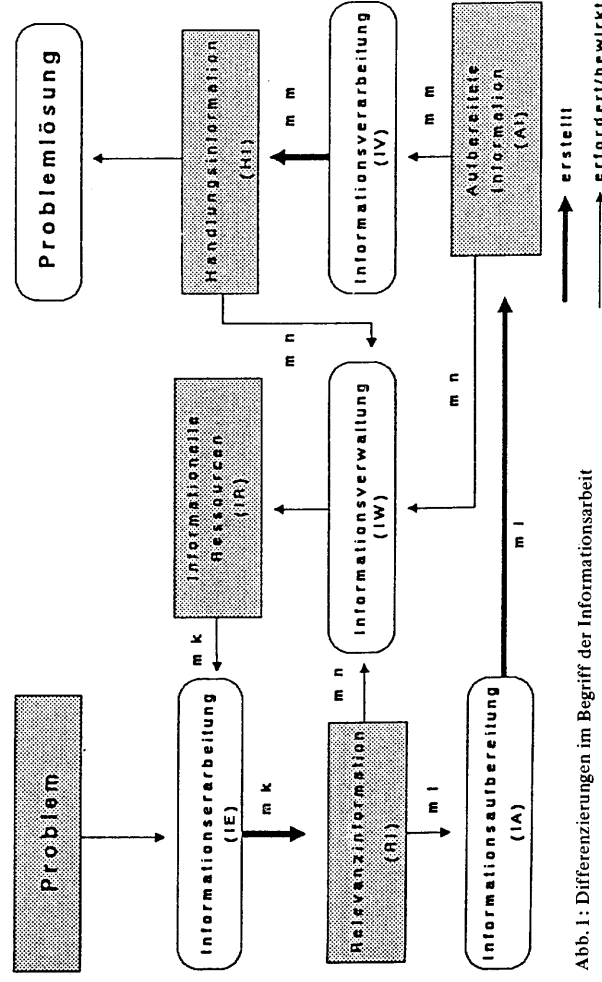 Problem
Informationserarbeitung
(IE)
m k
Relevanzinformation
(RI)
m l
Informationsaufbereitung
(IA)
m k
Informationelle
Ressourcen
(IR)
m n
Informationsverwaltung
(IW)
m n
m n
m l
Problemlösung
Handlungsinformation
(HI)
m m
Informationsverarbeitung
(IV)
m m
Aufbereitete
Information
(AI)
erstellt
erfordert/bewirkt
Abb. 1: Differenzierungen im Begriff der Informationsarbeit